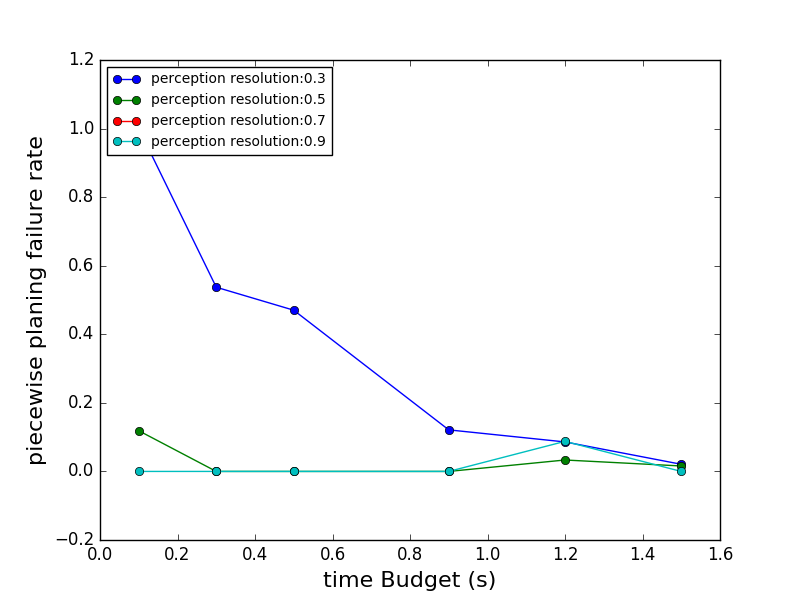 1.2
1.0
0.8
0.6
0.4
0.2
0.0
−0.2
piecewise planing failure rate
perception resolution:0.3
perception resolution:0.5
perception resolution:0.7
perception resolution:0.9
0.0 0.2 0.4 0.6 0.8 1.0 1.2 1.4 1.6
time Budget (s)